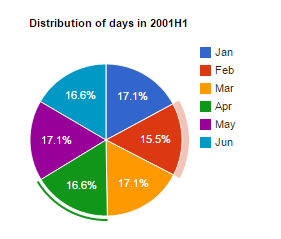 Distribution of days in 2001H1
Jan
Feb
Mar
Apr
May
Jun
17.1%
15.5%
17.1%
16.6%
17.1%
16.6%